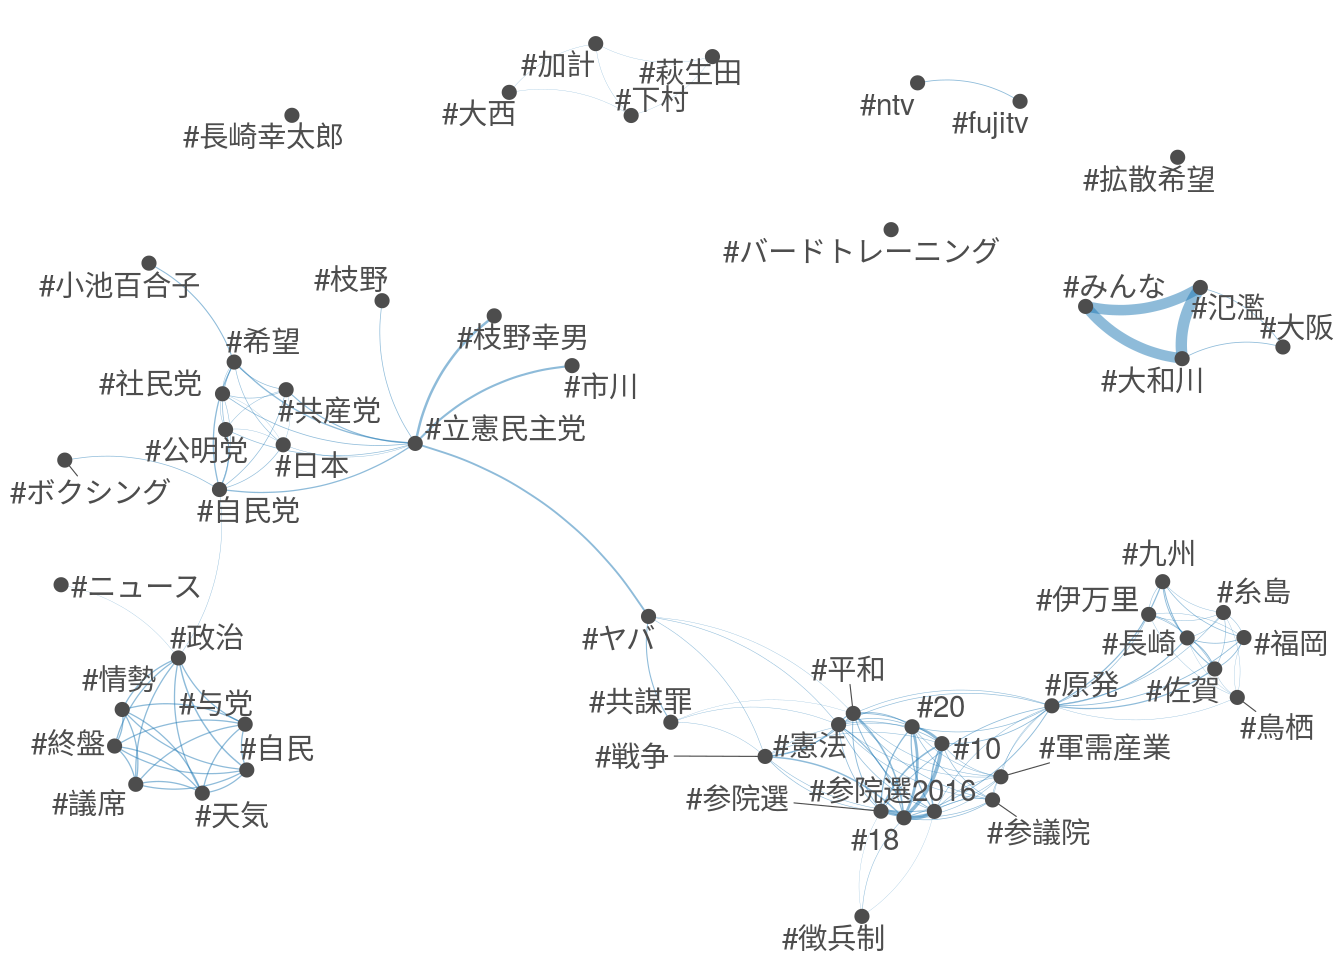 #加計
#萩生田
#大西
#下村
#ntv
#fujitv
#長崎幸太郎
#拡散希望
#バードトレーニング
#小池百合子
#枝野
#みんな
#氾濫
#大阪
#希望
#枝野幸男
#社民党
#市川
#大和川
#共産党
#立憲民主党
#公明党
#日本
#ボクシング
#自民党
#九州
#ニュース
#伊万里
#糸島
#政治
#ヤバ
#長崎
#福岡
#情勢
#平和
#原発
#佐賀
#与党
#共謀罪
#20
#鳥栖
#終盤
#自民
#戦争
#憲法
#10
#軍需産業
#議席
#天気
#参院選
#参院選2016
#18
#参議院
#徴兵制